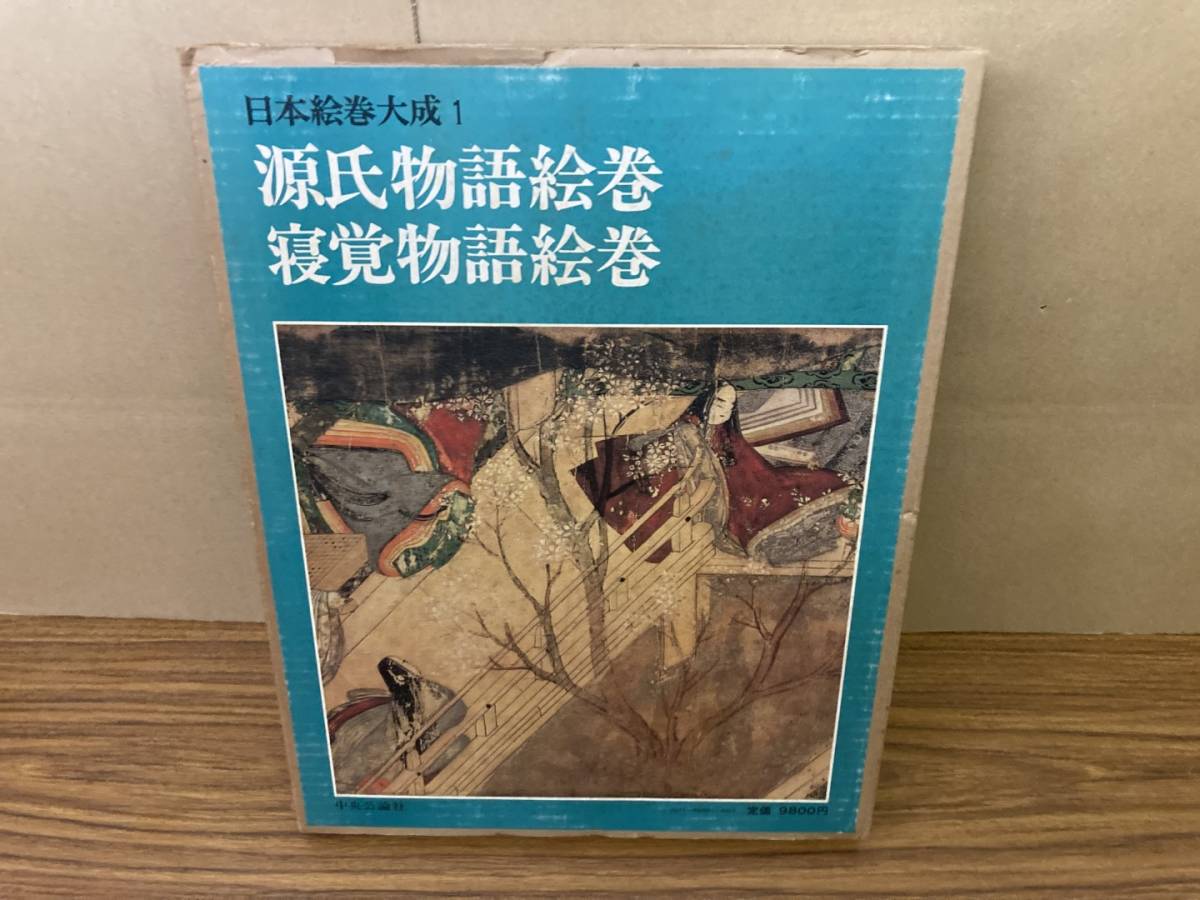 日本絵巻大成 1
源氏物語絵巻
寝覚物語絵巻
中央公論社
定価 9800円